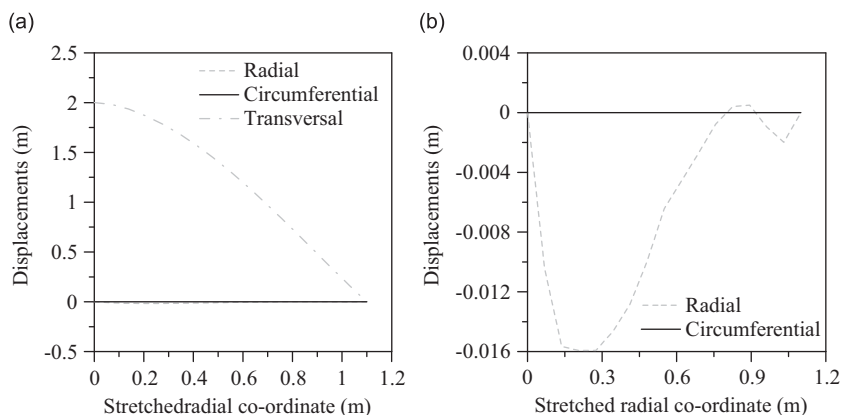 (a)
2.5
2
1.5
1
0.5
0
-0.5
Displacements (m)
Radial
Circumferential
Transversal
0 0.2 0.4 0.6 0.8 1 1.2
Stretchedradial co-ordinate (m)
(b)
0.004
0
-0.004
-0.008
-0.012
-0.016
Displacements (m)
Radial
Circumferential
0 0.3 0.6 0.9 1.2
Stretched radial co-ordinate (m)